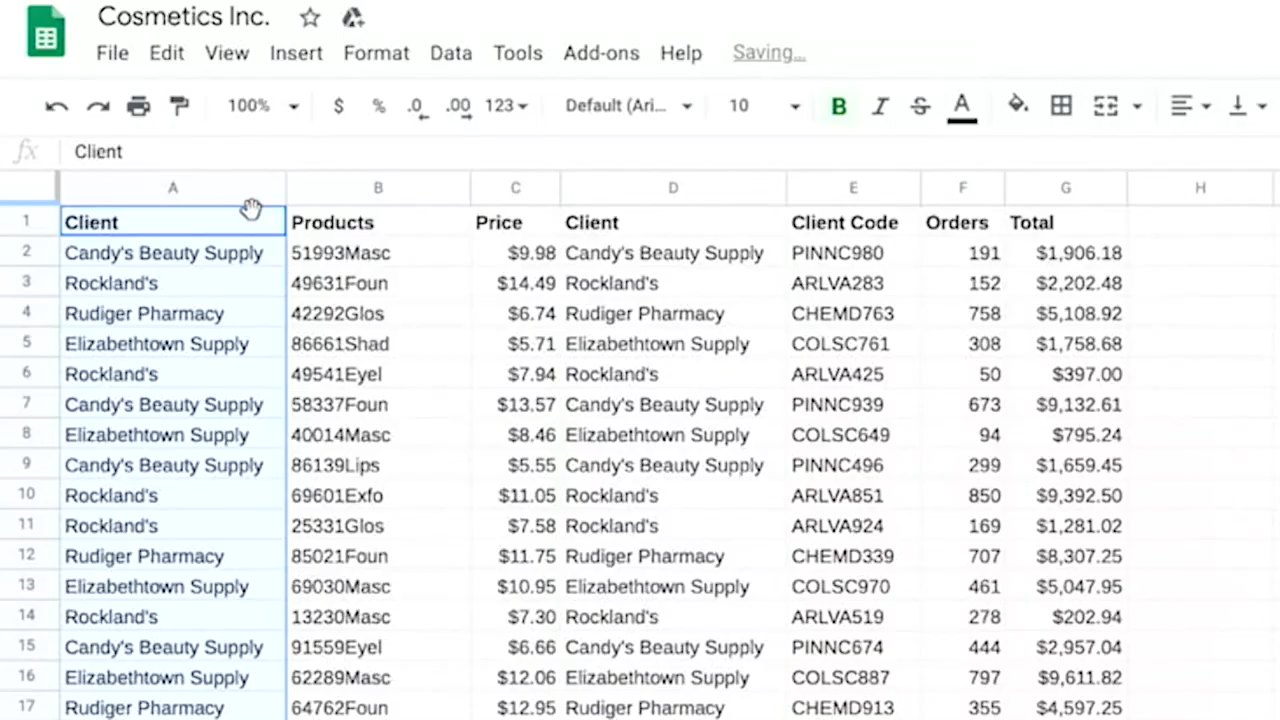 Cosmetics Inc.
File Edit View Insert Format Data Tools Add-ons Help Saving...
100% $ % .0 .00 123 Default (Ari... 10 B I S A
fx Client
A B C D E F G H
1 Client Products Price Client Client Code Orders Total
2 Candy's Beauty Supply 51993Masc $9.98 Candy's Beauty Supply PINNC980 191 $1,906.18
3 Rockland's 49631Foun $14.49 Rockland's ARLVA283 152 $2,202.48
4 Rudiger Pharmacy 42292Glos $6.74 Rudiger Pharmacy CHEMD763 758 $5,108.92
5 Elizabethtown Supply 86661Shad $5.71 Elizabethtown Supply COLSC761 308 $1,758.68
6 Rockland's 49541Eyel $7.94 Rockland's ARLVA425 50 $397.00
7 Candy's Beauty Supply 58337Foun $13.57 Candy's Beauty Supply PINNC939 673 $9,132.61
8 Elizabethtown Supply 40014Masc $8.46 Elizabethtown Supply COLSC649 94 $795.24
9 Candy's Beauty Supply 86139Lips $5.55 Candy's Beauty Supply PINNC496 299 $1,659.45
10 Rockland's 69601Exfo $11.05 Rockland's ARLVA851 850 $9,392.50
11 Rockland's 25331Glos $7.58 Rockland's ARLVA924 169 $1,281.02
12 Rudiger Pharmacy 85021Foun $11.75 Rudiger Pharmacy CHEMD339 707 $8,307.25
13 Elizabethtown Supply 69030Masc $10.95 Elizabethtown Supply COLSC970 461 $5,047.95
14 Rockland's 13230Masc $7.30 Rockland's ARLVA519 278 $202.94
15 Candy's Beauty Supply 91559Eyel $6.66 Candy's Beauty Supply PINNC674 444 $2,957.04
16 Elizabethtown Supply 62289Masc $12.06 Elizabethtown Supply COLSC887 797 $9,611.82
17 Rudiger Pharmacy 64762Foun $12.95 Rudiger Pharmacy CHEMD913 355 $4,597.25